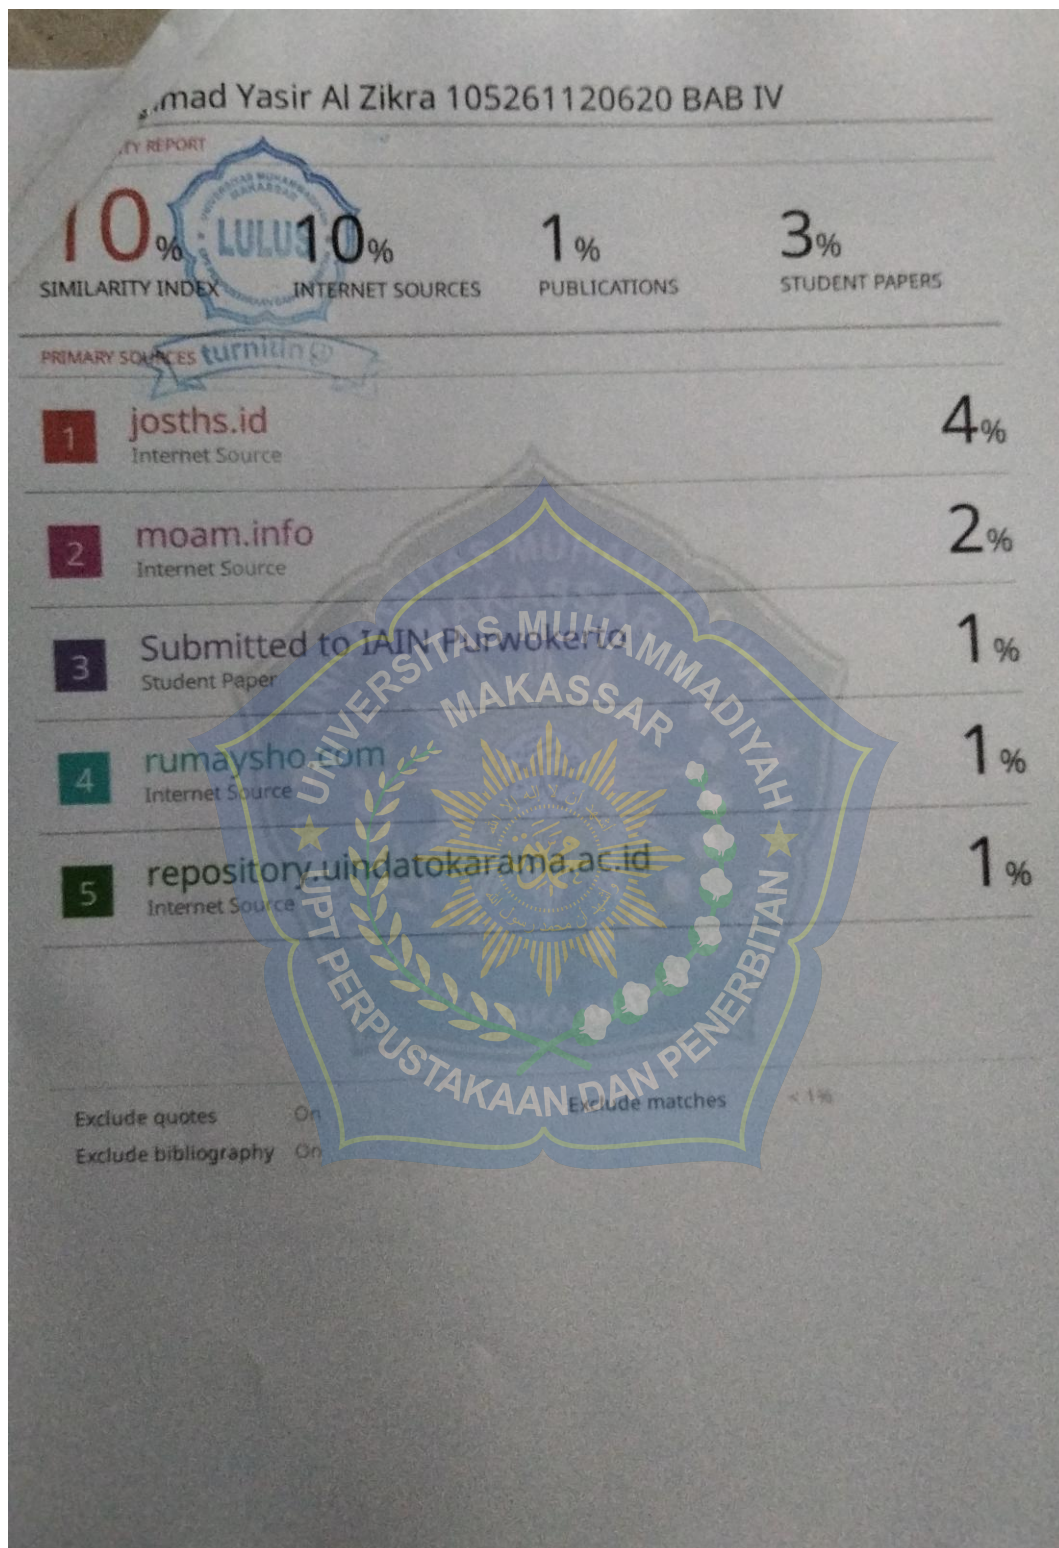 mad Yasir Al Zikra 105261120620 BAB IV
TY REPORT
10%
SIMILARITY INDEX
10%
INTERNET SOURCES
1%
PUBLICATIONS
3%
STUDENT PAPERS
LULUS
turnitin
PRIMARY SOURCES
1
josths.id
Internet Source
4%
2
moam.info
Internet Source
2%
3
Submitted to IAIN Purwokerto
Student Paper
1%
4
rumaysho.com
Internet Source
1%
5
repository.uindatokarama.ac.id
Internet Source
1%
UNIVERSITAS MUHAMMADIYAH
MAKASSAR
UPT PERPUSTAKAAN DAN PENERBITAN
Exclude quotes On
Exclude matches < 1%
Exclude bibliography On